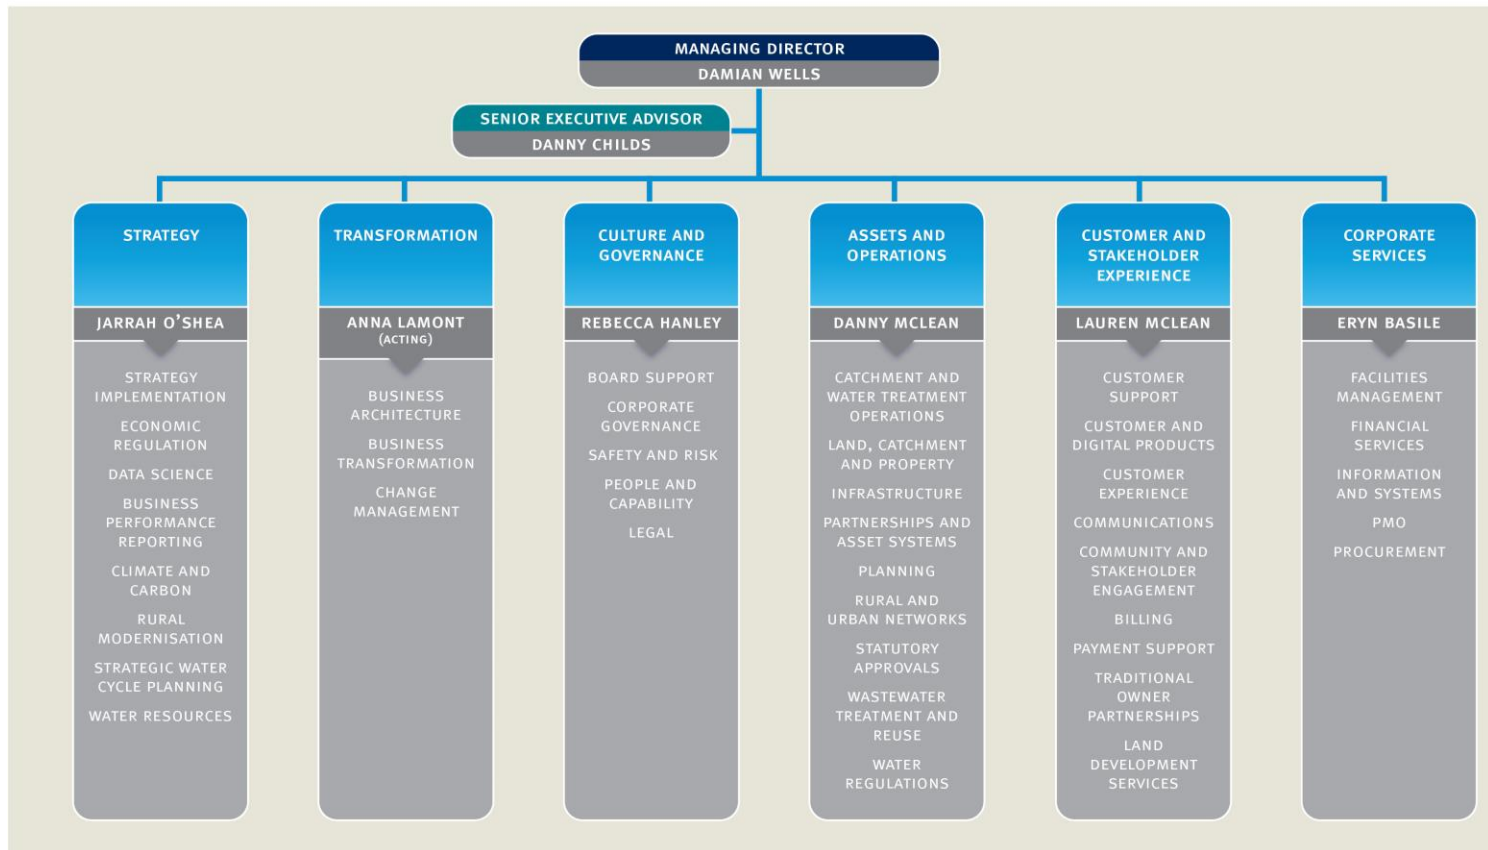 MANAGING DIRECTOR
DAMIAN WELLS
SENIOR EXECUTIVE ADVISOR
DANNY CHILDS
STRATEGY
JARRAH O'SHEA
STRATEGY
IMPLEMENTATION
ECONOMIC
REGULATION
DATA SCIENCE
BUSINESS
PERFORMANCE
REPORTING
CLIMATE AND
CARBON
RURAL
MODERNISATION
STRATEGIC WATER
CYCLE PLANNING
WATER RESOURCES
TRANSFORMATION
ANNA LAMONT
(ACTING)
BUSINESS
ARCHITECTURE
BUSINESS
TRANSFORMATION
CHANGE
MANAGEMENT
CULTURE AND
GOVERNANCE
REBECCA HANLEY
BOARD SUPPORT
CORPORATE
GOVERNANCE
SAFETY AND RISK
PEOPLE AND
CAPABILITY
LEGAL
ASSETS AND
OPERATIONS
DANNY MCLEAN
CATCHMENT AND
WATER TREATMENT
OPERATIONS
LAND, CATCHMENT
AND PROPERTY
INFRASTRUCTURE
PARTNERSHIPS AND
ASSET SYSTEMS
PLANNING
RURAL AND
URBAN NETWORKS
STATUTORY
APPROVALS
WASTEWATER
TREATMENT AND
REUSE
WATER
REGULATIONS
CUSTOMER AND
STAKEHOLDER
EXPERIENCE
LAUREN MCLEAN
CUSTOMER
SUPPORT
CUSTOMER AND
DIGITAL PRODUCTS
CUSTOMER
EXPERIENCE
COMMUNICATIONS
COMMUNITY AND
STAKEHOLDER
ENGAGEMENT
BILLING
PAYMENT SUPPORT
TRADITIONAL
OWNER
PARTNERSHIPS
LAND
DEVELOPMENT
SERVICES
CORPORATE
SERVICES
ERYN BASILE
FACILITIES
MANAGEMENT
FINANCIAL
SERVICES
INFORMATION
AND SYSTEMS
PMO
PROCUREMENT